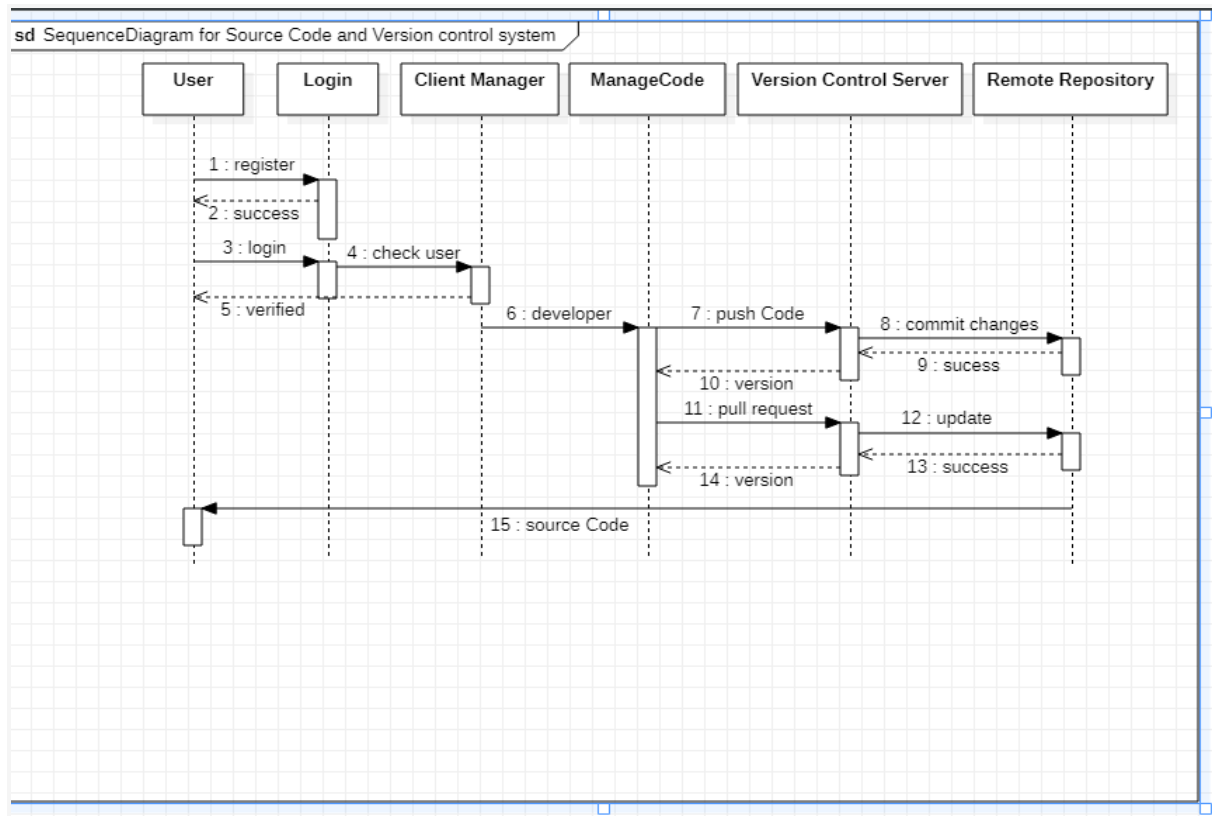 sd SequenceDiagram for Source Code and Version control system
User
Login
Client Manager
ManageCode
Version Control Server
Remote Repository
1 : register
2 : success
3 : login
4 : check user
5 : verified
6 : developer
7 : push Code
8 : commit changes
9 : sucess
10 : version
11 : pull request
12 : update
13 : success
14 : version
15 : source Code